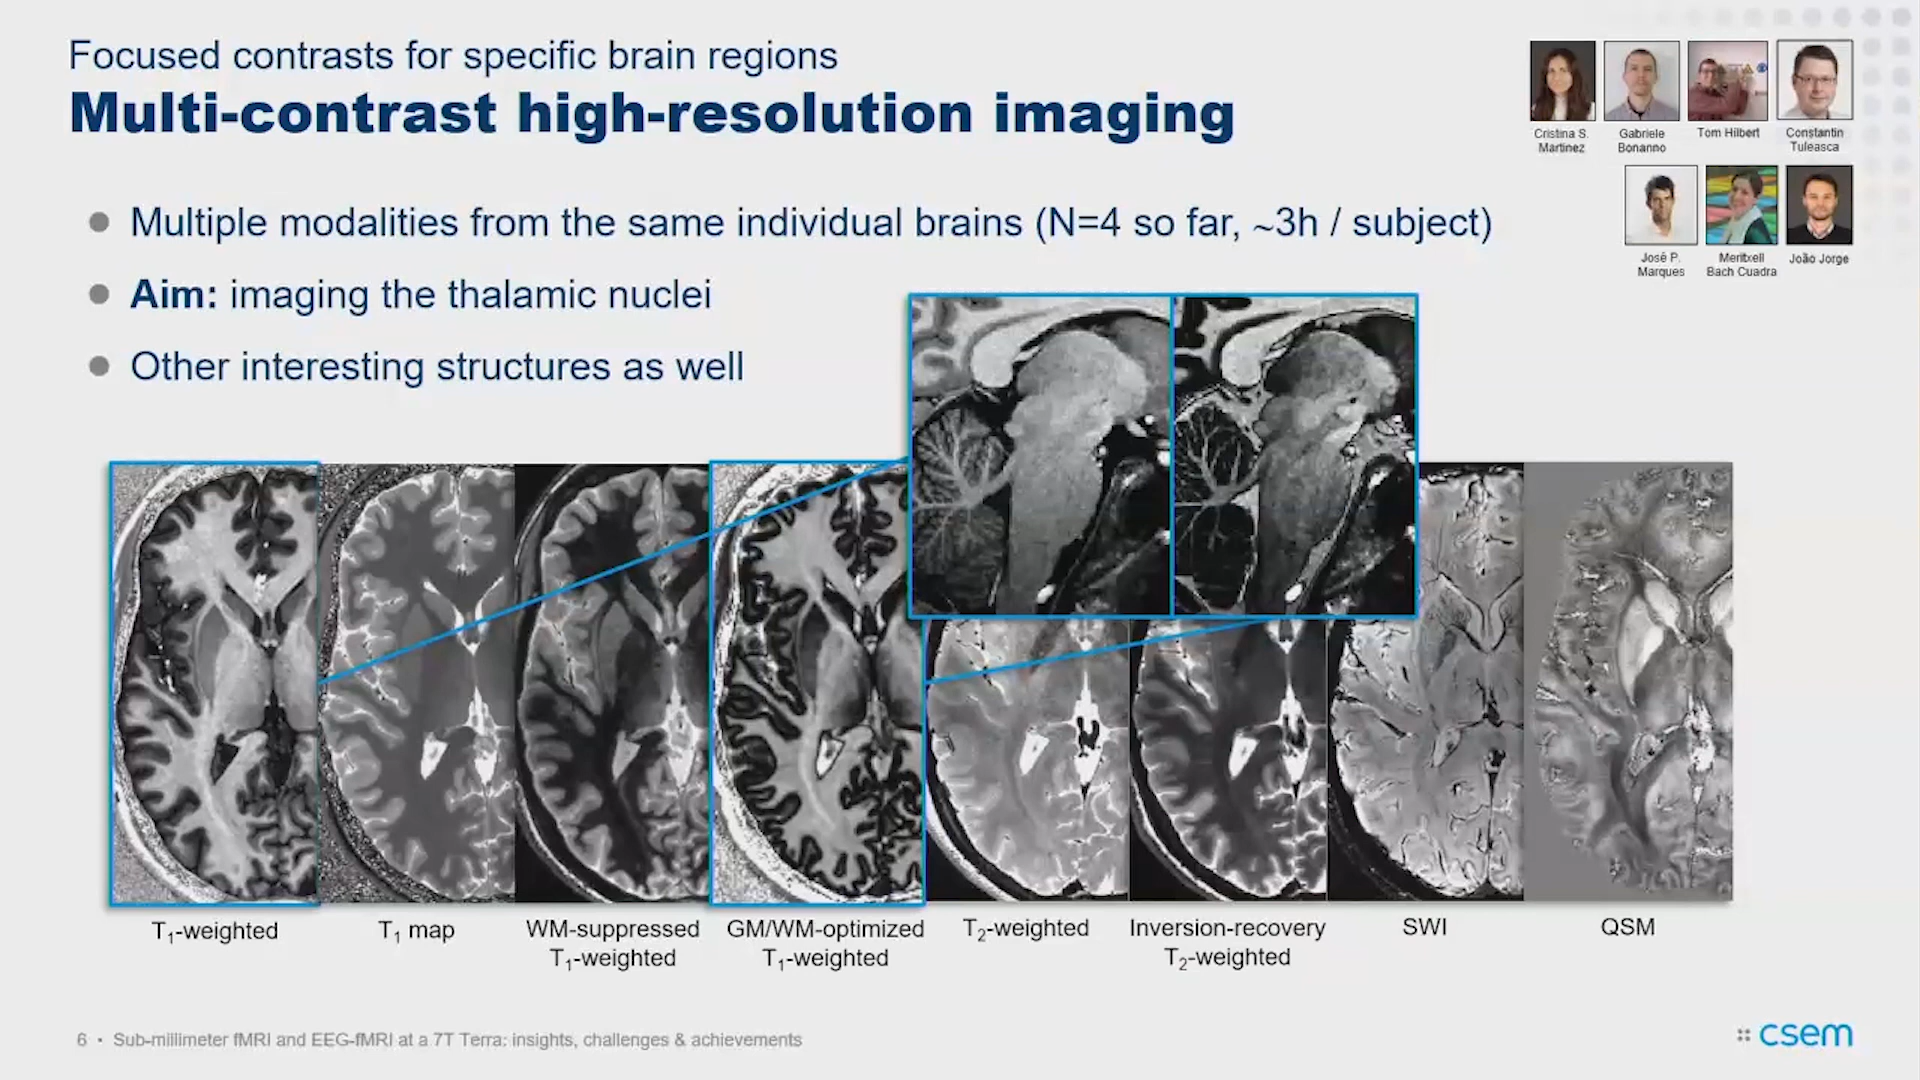 Focused contrasts for specific brain regions
Multi-contrast high-resolution imaging
Cristina S.
Martinez
Gabriele
Bonanno
Tom Hilbert
Constantin
Tuleasca
José P.
Marques
Meritxell
Bach Cuadra
João Jorge
Multiple modalities from the same individual brains (N=4 so far, ~3h / subject)
Aim: imaging the thalamic nuclei
Other interesting structures as well
T1-weighted
T1 map
WM-suppressed
T1-weighted
GM/WM-optimized
T1-weighted
T2-weighted
Inversion-recovery
T2-weighted
SWI
QSM
6 • Sub-millimeter fMRI and EEG-fMRI at a 7T Terra: insights, challenges & achievements
csem